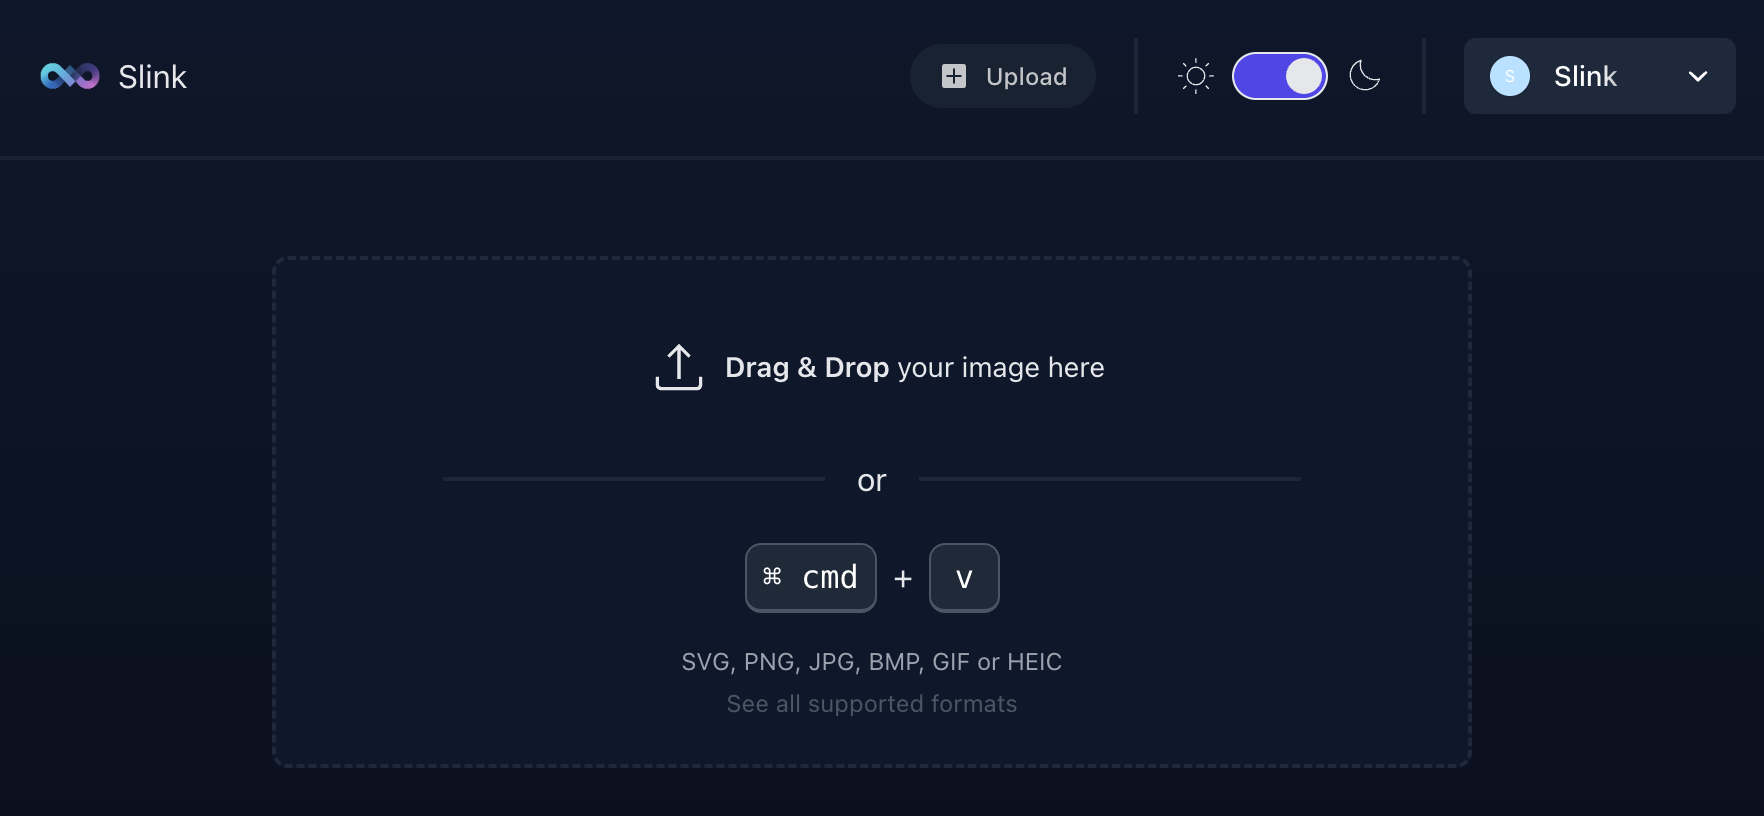 Slink
Upload
S Slink
Drag & Drop your image here
or
⌘ cmd + v
SVG, PNG, JPG, BMP, GIF or HEIC
See all supported formats